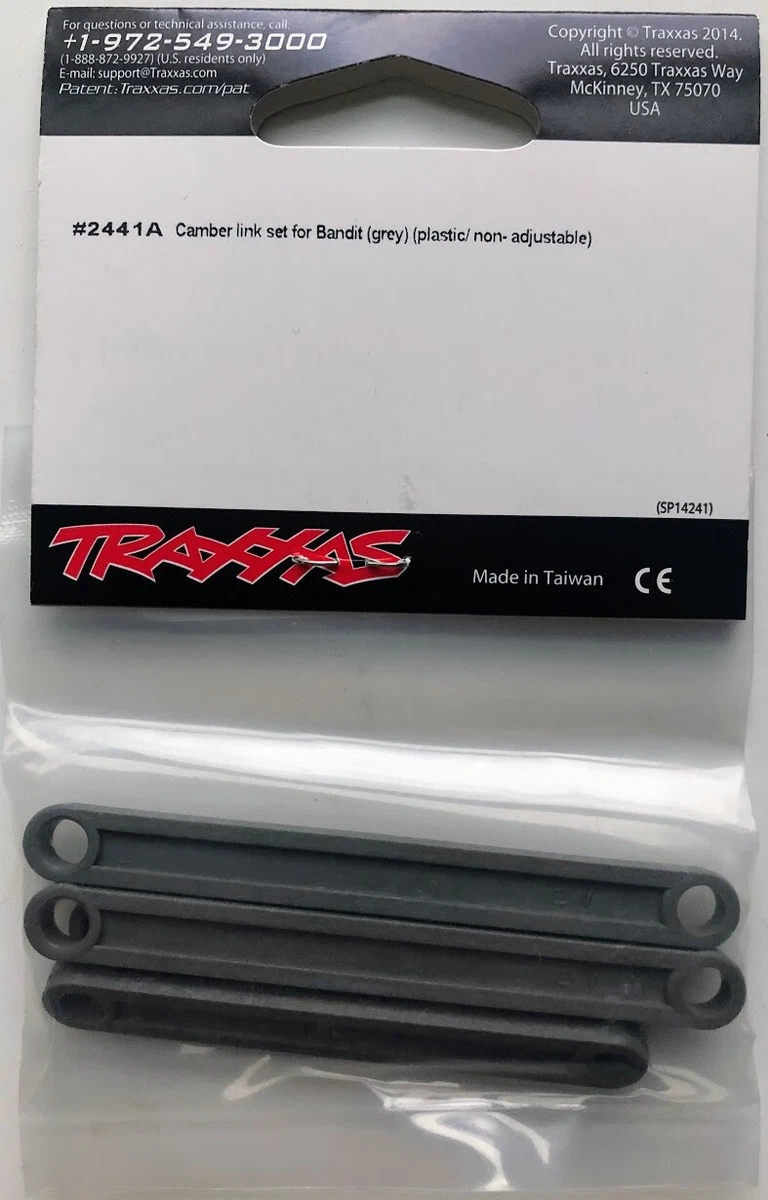 For questions or technical assistance, call,
+1-972-549-3000
(1-888-872-9927) (U.S. residents only)
E-mail: support@Traxxas.com
Patent: Traxxas.com/pat
Copyright © Traxxas 2014.
All rights reserved.
Traxxas, 6250 Traxxas Way
McKinney, TX 75070
USA
#2441A Camber link set for Bandit (grey) (plastic/ non- adjustable)
(SP14241)
TRAXXAS
Made in Taiwan CE